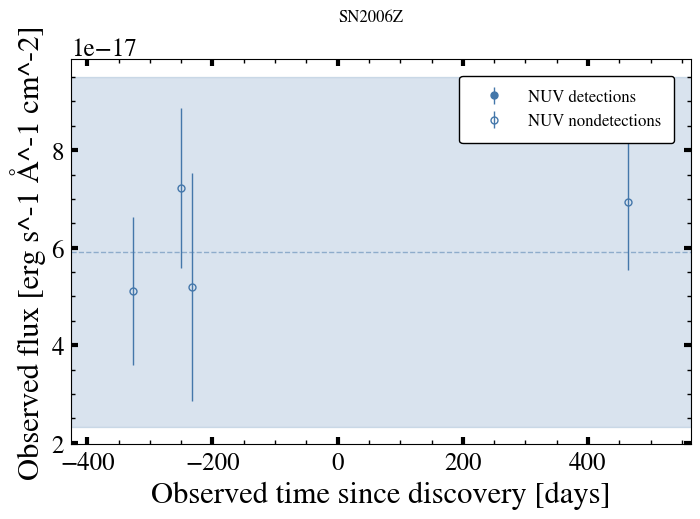 SN2006Z
1e−17
NUV detections
NUV nondetections
8
6
4
2
−400 −200 0 200 400
Observed time since discovery [days]
Observed flux [erg s^-1 Å^-1 cm^-2]